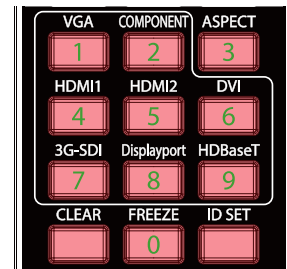 VGA COMPONENT ASPECT
1 2 3
HDMI1 HDMI2 DVI
4 5 6
3G-SDI Displayport HDBaseT
7 8 9
CLEAR FREEZE ID SET
0